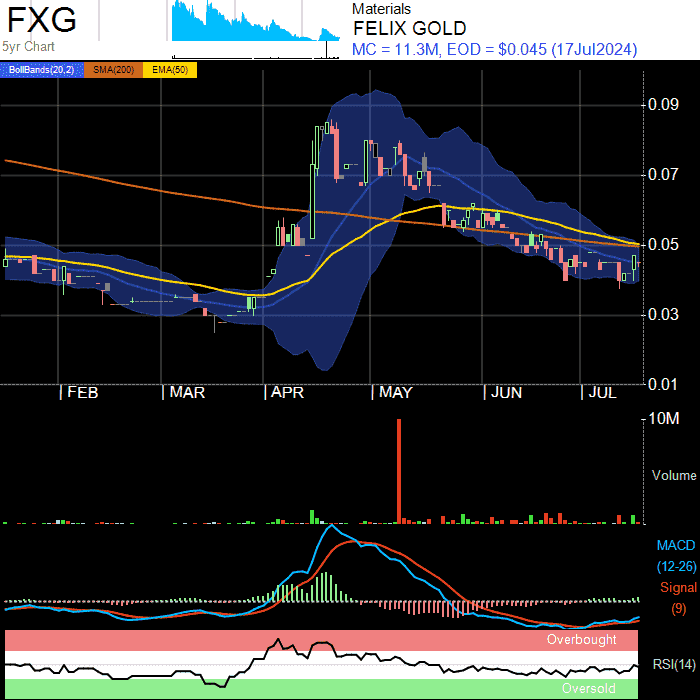 FXG
5yr Chart
Materials
FELIX GOLD
MC = 11.3M, EOD = $0.045 (17Jul2024)
BollBands(20,2) SMA(200) EMA(50)
0.09
0.07
0.05
0.03
0.01
FEB MAR APR MAY JUN JUL
10M
Volume
MACD
(12-26)
Signal
(9)
Overbought
RSI(14)
Oversold